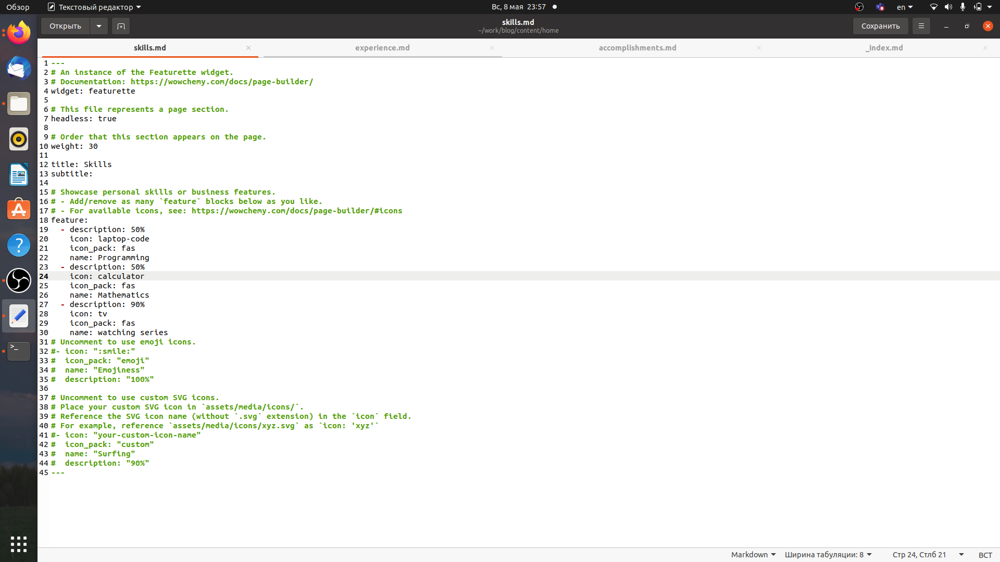 Обзор
Текстовый редактор
Вс, 8 мая 23:57
en
Открыть
skills.md
~/work/blog/content/home
Сохранить
skills.md
experience.md
accomplishments.md
_index.md
1 ---
2 # An instance of the Featurette widget.
3 # Documentation: https://wowchemy.com/docs/page-builder/
4 widget: featurette
5
6 # This file represents a page section.
7 headless: true
8
9 # Order that this section appears on the page.
10 weight: 30
11
12 title: Skills
13 subtitle:
14
15 # Showcase personal skills or business features.
16 # - Add/remove as many `feature` blocks below as you like.
17 # - For available icons, see: https://wowchemy.com/docs/page-builder/#icons
18 feature:
19   - description: 50%
20     icon: laptop-code
21     icon_pack: fas
22     name: Programming
23   - description: 50%
24     icon: calculator
25     icon_pack: fas
26     name: Mathematics
27   - description: 90%
28     icon: tv
29     icon_pack: fas
30     name: watching series
31 # Uncomment to use emoji icons.
32 #- icon: ":smile:"
33 #  icon_pack: "emoji"
34 #  name: "Emojiness"
35 #  description: "100%"
36
37 # Uncomment to use custom SVG icons.
38 # Place your custom SVG icon in `assets/media/icons/`.
39 # Reference the SVG icon name (without `.svg` extension) in the `icon` field.
40 # For example, reference `assets/media/icons/xyz.svg` as `icon: 'xyz'`
41 #- icon: "your-custom-icon-name"
42 #  icon_pack: "custom"
43 #  name: "Surfing"
44 #  description: "90%"
45 ---
Markdown
Ширина табуляции: 8
Стр 24, Стлб 21
ВСТ